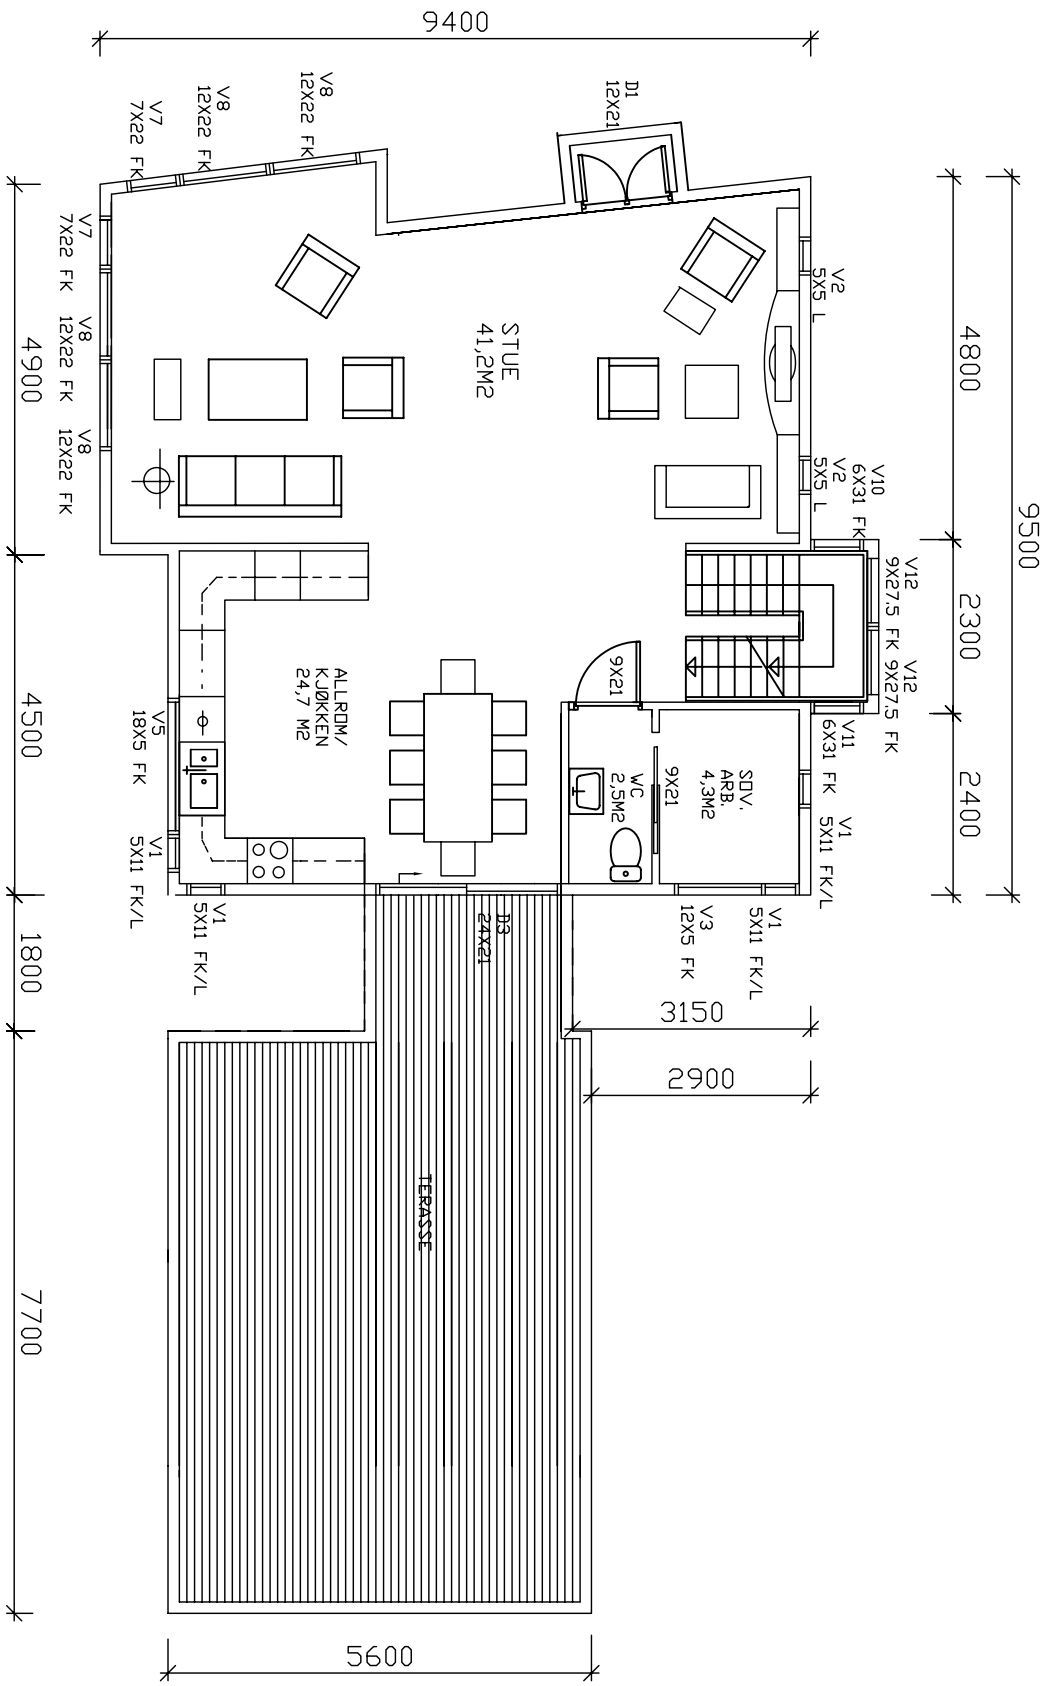 9400
V8
12X22 FK
V8
12X22 FK
V7
7X22 FK
D1
12X21
V7
7X22 FK
V8
12X22 FK
V8
12X22 FK
STUE
41,2M2
V2
5X5 L
V2
5X5 L
V10
6X31 FK
V12
9X27.5 FK
V12
9X27.5 FK
V11
6X31 FK
4900
4800
9500
2300
4500
2400
ALLROM/
KJØKKEN
24,7 M2
9X21
WC
2,5M2
9X21
SOV.
ARB.
4,3M2
V5
18X5 FK
V1
5X11 FK/L
V1
5X11 FK/L
V1
5X11 FK/L
D3
24X21
V3
12X5 FK
V1
5X11 FK/L
1800
3150
2900
TERASSE
7700
5600